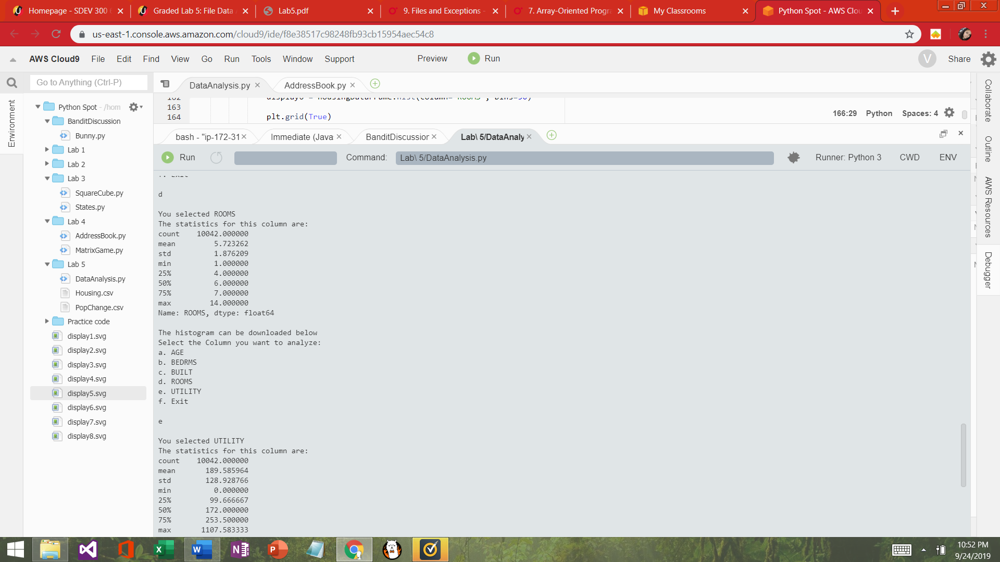 Homepage - SDEV 300 6
Graded Lab 5: File Data
Lab5.pdf
9. Files and Exceptions -
7. Array-Oriented Progra
My Classrooms
Python Spot - AWS Clou
us-east-1.console.aws.amazon.com/cloud9/ide/f8e38517c98248fb93cb15954aec54c8
AWS Cloud9 File Edit Find View Go Run Tools Window Support Preview Run V Share
Go to Anything (Ctrl-P)
DataAnalysis.py
AddressBook.py
Environment
Python Spot - /hom
BanditDiscussion
Bunny.py
Lab 1
Lab 2
Lab 3
SquareCube.py
States.py
Lab 4
AddressBook.py
MatrixGame.py
Lab 5
DataAnalysis.py
Housing.csv
PopChange.csv
Practice code
display1.svg
display2.svg
display3.svg
display4.svg
display5.svg
display6.svg
display7.svg
display8.svg
162 display6 = housingDataFrame.hist(column='ROOMS', bins=50)
163
164 plt.grid(True)
166:29 Python Spaces: 4
bash - "ip-172-31
Immediate (Java
BanditDiscussion
Lab\ 5/DataAnaly
Run Command: Lab\ 5/DataAnalysis.py Runner: Python 3 CWD ENV
f. Exit
d
You selected ROOMS
The statistics for this column are:
count 10042.000000
mean 5.723262
std 1.876209
min 1.000000
25% 4.000000
50% 6.000000
75% 7.000000
max 14.000000
Name: ROOMS, dtype: float64
The histogram can be downloaded below
Select the Column you want to analyze:
a. AGE
b. BEDRMS
c. BUILT
d. ROOMS
e. UTILITY
f. Exit
e
You selected UTILITY
The statistics for this column are:
count 10042.000000
mean 189.585964
std 128.928766
min 0.000000
25% 99.666667
50% 172.000000
75% 253.500000
max 1107.583333
Collaborate
Outline
AWS Resources
Debugger
10:52 PM
9/24/2019